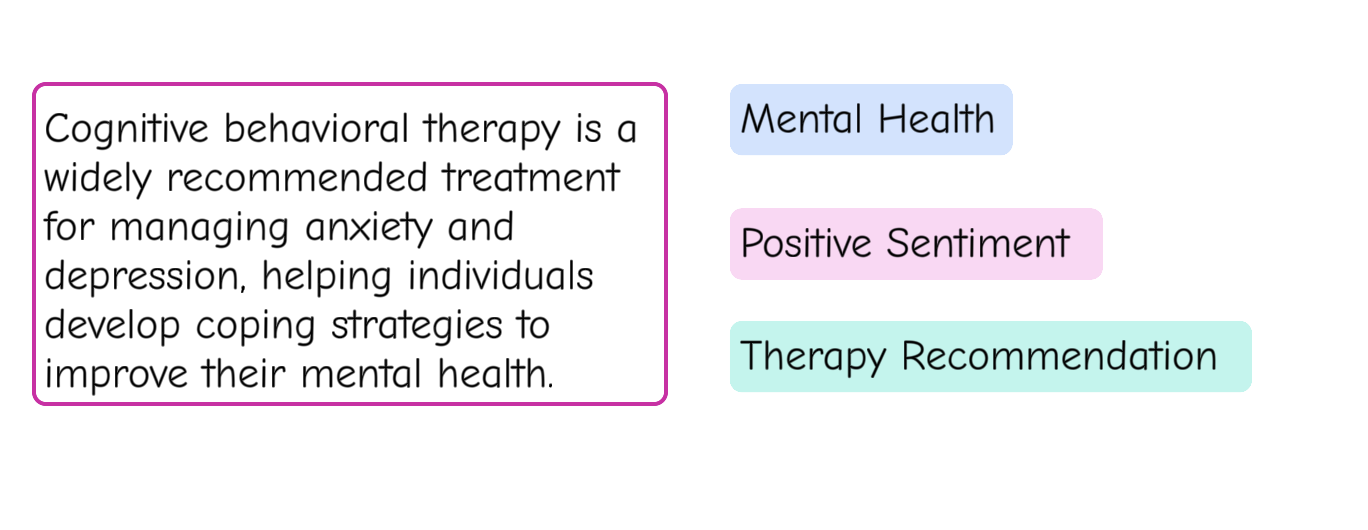 Cognitive behavioral therapy is a
widely recommended treatment
for managing anxiety and
depression, helping individuals
develop coping strategies to
improve their mental health.
Mental Health
Positive Sentiment
Therapy Recommendation